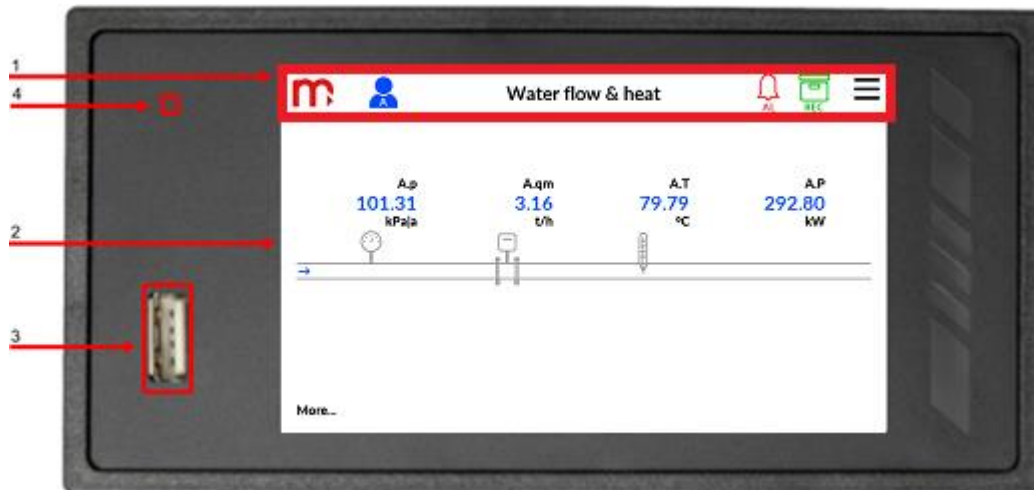 1
4
m
A
Water flow & heat
AL
REC
A.p
A.qm
A.T
A.P
101.31
3.16
79.79
292.80
kPa|a
t/h
°C
kW
2
→
3
More...